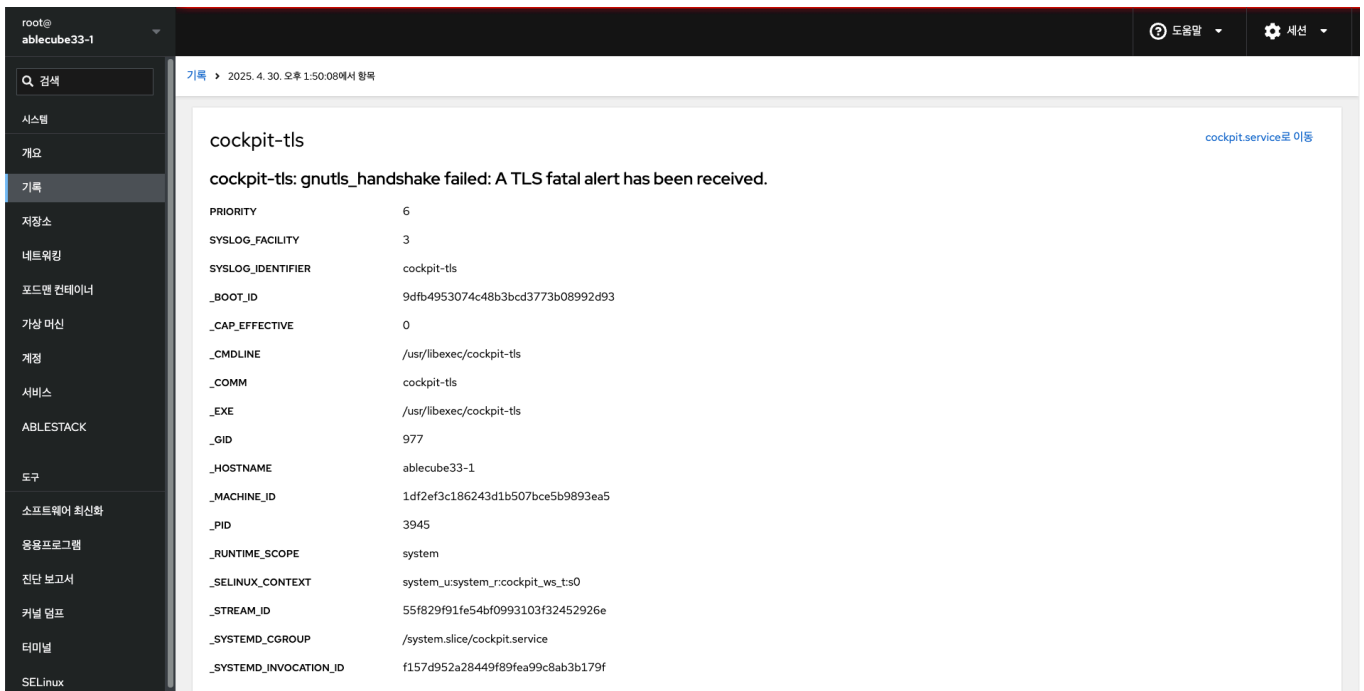 root@
ablecube33-1
도움말
세션
검색
기록 > 2025. 4. 30. 오후 1:50:08에서 항목
시스템
개요
기록
저장소
네트워킹
포드맨 컨테이너
가상 머신
계정
서비스
ABLESTACK
도구
소프트웨어 최신화
응용프로그램
진단 보고서
커널 덤프
터미널
SELinux
cockpit-tls
cockpit.service로 이동
cockpit-tls: gnutls_handshake failed: A TLS fatal alert has been received.
PRIORITY 6
SYSLOG_FACILITY 3
SYSLOG_IDENTIFIER cockpit-tls
_BOOT_ID 9dfb4953074c48b3bcd3773b08992d93
_CAP_EFFECTIVE 0
_CMDLINE /usr/libexec/cockpit-tls
_COMM cockpit-tls
_EXE /usr/libexec/cockpit-tls
_GID 977
_HOSTNAME ablecube33-1
_MACHINE_ID 1df2ef3c186243d1b507bce5b9893ea5
_PID 3945
_RUNTIME_SCOPE system
_SELINUX_CONTEXT system_u:system_r:cockpit_ws_t:s0
_STREAM_ID 55f829f91fe54bf0993103f32452926e
_SYSTEMD_CGROUP /system.slice/cockpit.service
_SYSTEMD_INVOCATION_ID f157d952a28449f89fea99c8ab3b179f